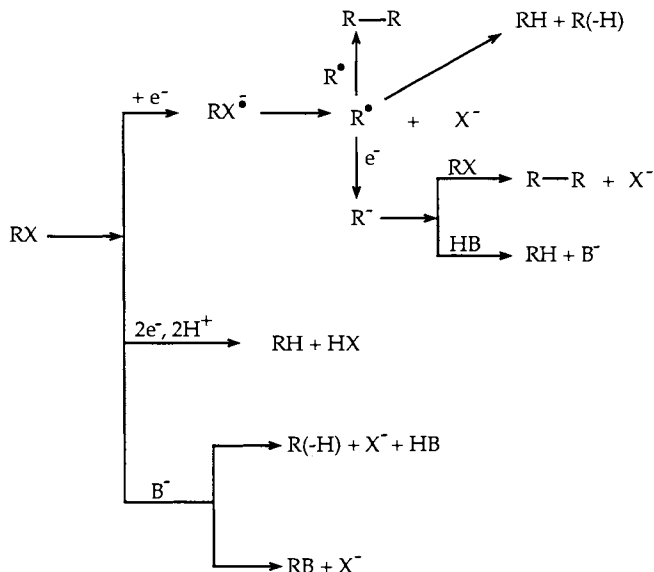 R—R
RH + R(-H)
R•
+ e⁻ RX•⁻ R• + X⁻
e⁻
RX R—R + X⁻
R⁻
RX
HB RH + B⁻
2e⁻, 2H⁺ RH + HX
R(-H) + X⁻ + HB
B⁻
RB + X⁻